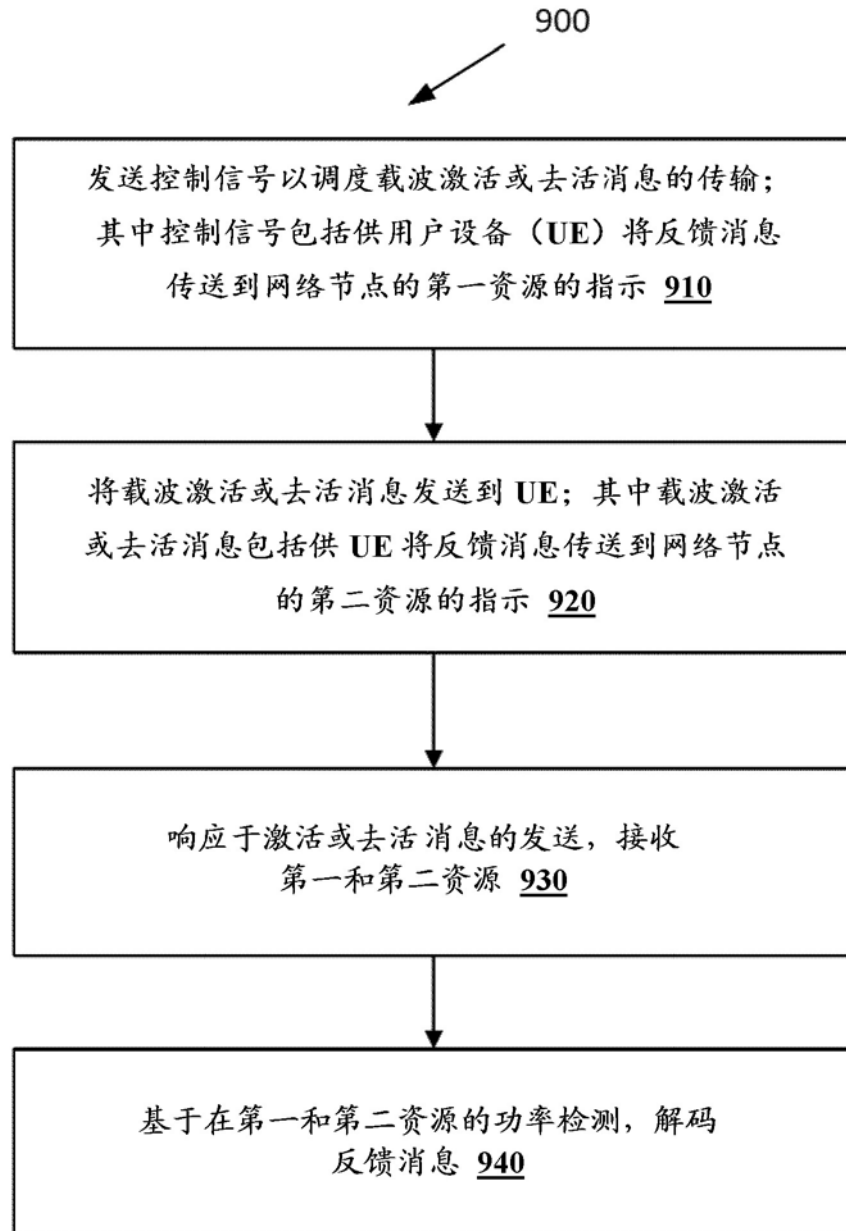 900
发送控制信号以调度载波激活或去活消息的传输；
其中控制信号包括供用户设备（UE）将反馈消息
传送到网络节点的第一资源的指示 910
将载波激活或去活消息发送到 UE；其中载波激活
或去活消息包括供 UE 将反馈消息传送到网络节点
的第二资源的指示 920
响应于激活或去活消息的发送，接收
第一和第二资源 930
基于在第一和第二资源的功率检测，解码
反馈消息 940